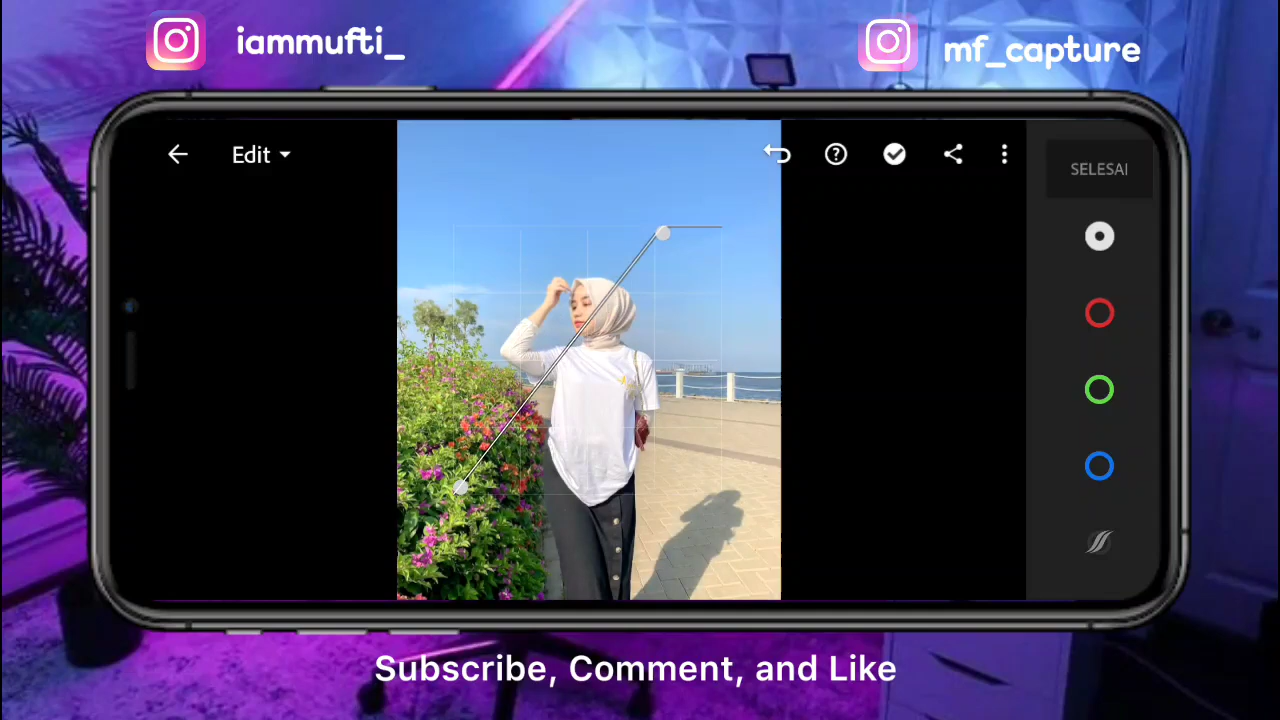 iammufti_
mf_capture
Edit
SELESAI
Subscribe, Comment, and Like